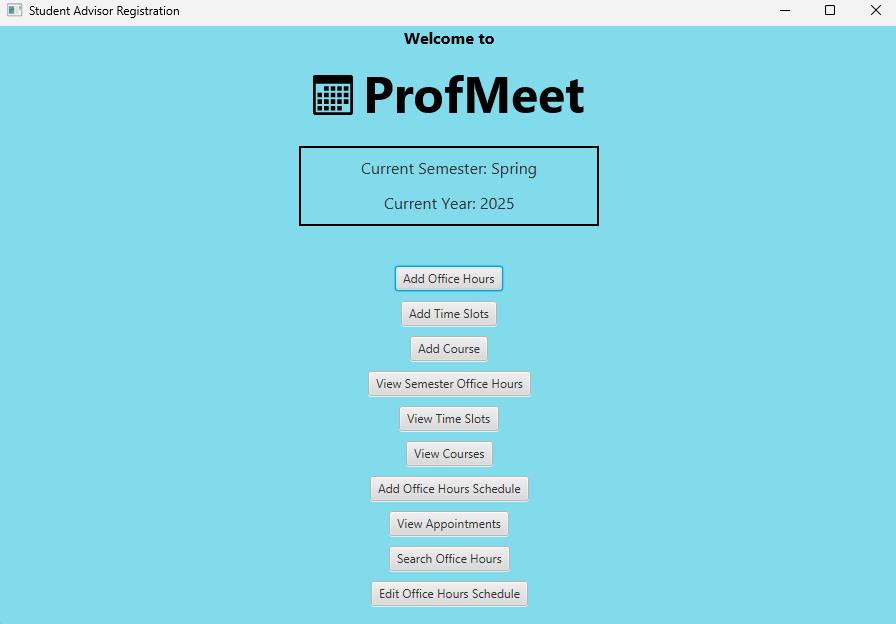 Student Advisor Registration
Welcome to
ProfMeet
Current Semester: Spring
Current Year: 2025
Add Office Hours
Add Time Slots
Add Course
View Semester Office Hours
View Time Slots
View Courses
Add Office Hours Schedule
View Appointments
Search Office Hours
Edit Office Hours Schedule